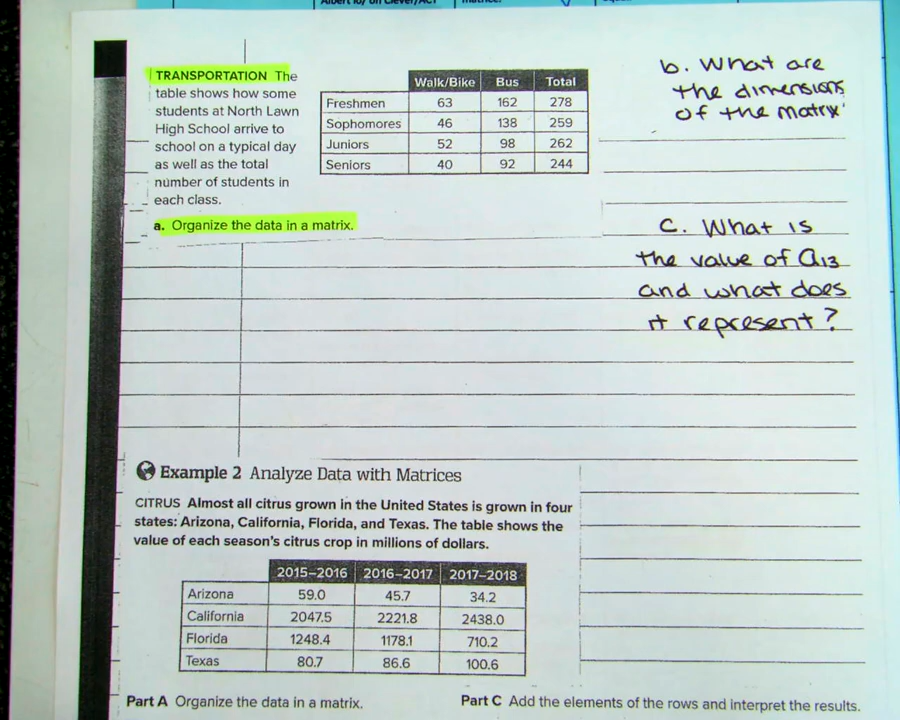 Albert io/ on Clever/ACT
matrice.
TRANSPORTATION The
table shows how some
students at North Lawn
High School arrive to
school on a typical day
as well as the total
number of students in
each class.
Walk/Bike Bus Total
Freshmen 63 162 278
Sophomores 46 138 259
Juniors 52 98 262
Seniors 40 92 244
a. Organize the data in a matrix.
b. What are
the dimensions
of the matrix
c. What is
the value of a13
and what does
it represent?
Example 2 Analyze Data with Matrices
CITRUS Almost all citrus grown in the United States is grown in four
states: Arizona, California, Florida, and Texas. The table shows the
value of each season's citrus crop in millions of dollars.
2015–2016 2016–2017 2017–2018
Arizona 59.0 45.7 34.2
California 2047.5 2221.8 2438.0
Florida 1248.4 1178.1 710.2
Texas 80.7 86.6 100.6
Part A Organize the data in a matrix.
Part C Add the elements of the rows and interpret the results.